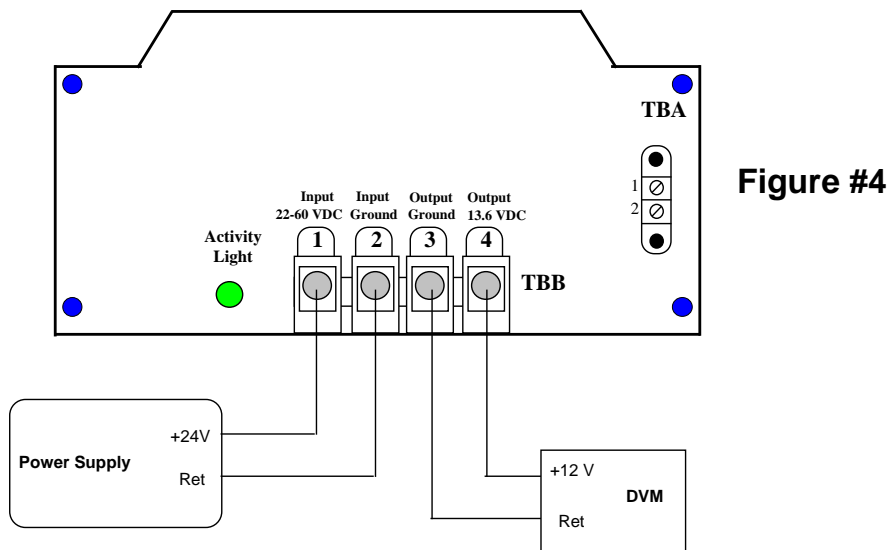 TBA
1
2
Figure #4
Input
22-60 VDC
Input
Ground
Output
Ground
Output
13.6 VDC
Activity
Light
1
2
3
4
TBB
+24V
Power Supply
Ret
+12 V
DVM
Ret